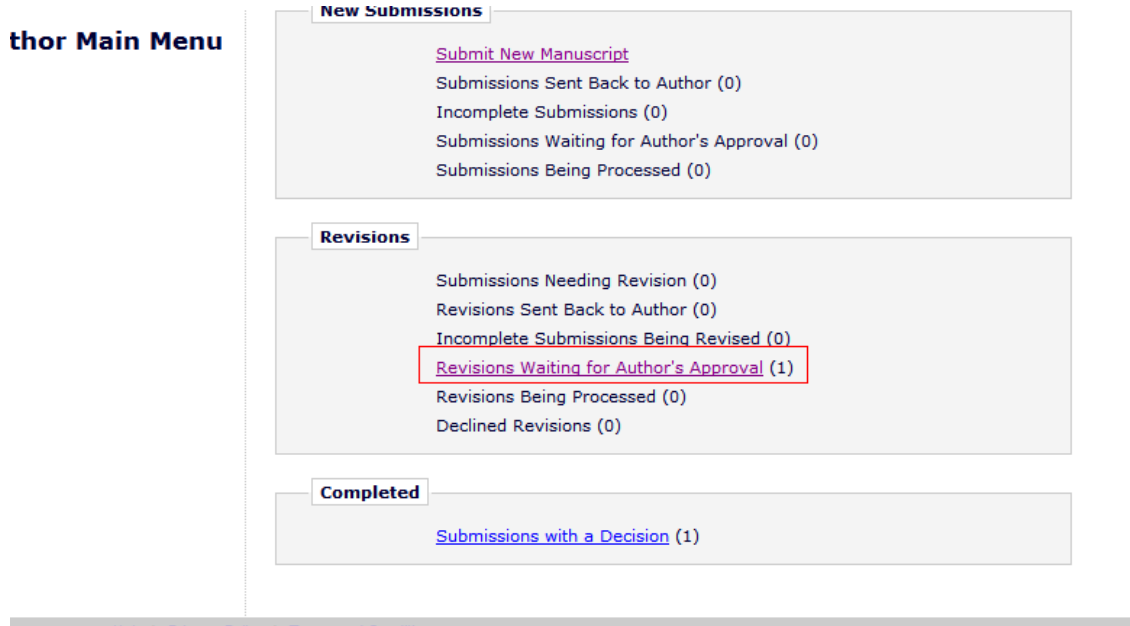 New Submissions
thor Main Menu
Submit New Manuscript
Submissions Sent Back to Author (0)
Incomplete Submissions (0)
Submissions Waiting for Author's Approval (0)
Submissions Being Processed (0)
Revisions
Submissions Needing Revision (0)
Revisions Sent Back to Author (0)
Incomplete Submissions Being Revised (0)
Revisions Waiting for Author's Approval (1)
Revisions Being Processed (0)
Declined Revisions (0)
Completed
Submissions with a Decision (1)